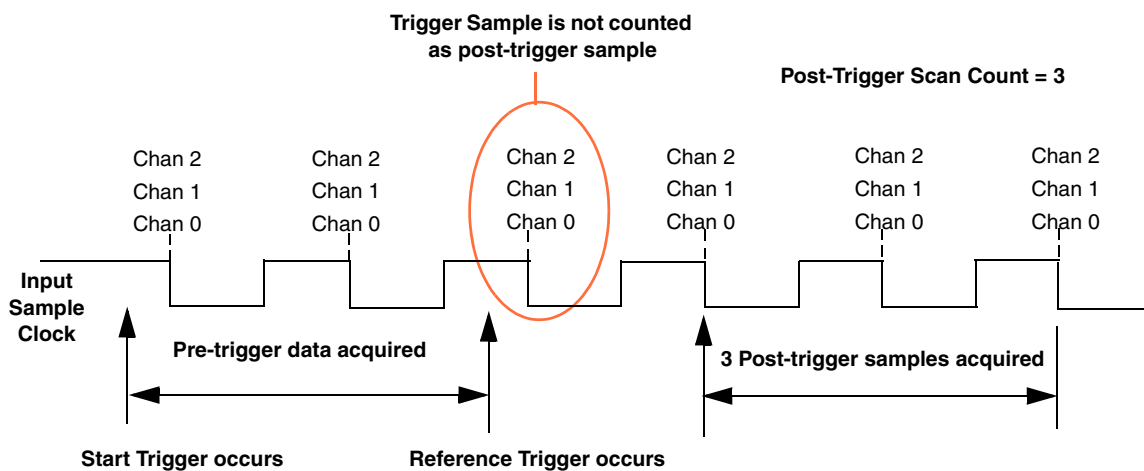 Trigger Sample is not counted
as post-trigger sample
Post-Trigger Scan Count = 3
Chan 2 Chan 2 Chan 2 Chan 2 Chan 2 Chan 2
Chan 1 Chan 1 Chan 1 Chan 1 Chan 1 Chan 1
Chan 0 Chan 0 Chan 0 Chan 0 Chan 0 Chan 0
Input
Sample
Clock
Pre-trigger data acquired
3 Post-trigger samples acquired
Start Trigger occurs
Reference Trigger occurs